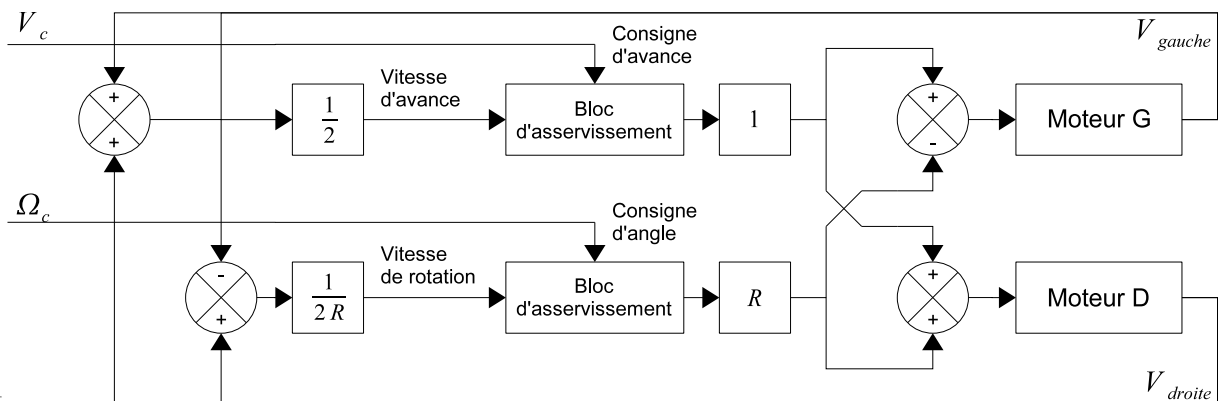 V c
Consigne
d'avance
V gauche
Vitesse
d'avance
+
+
1
2
Bloc
d'asservissement
1
+
-
Moteur G
Ω c
Consigne
d'angle
Vitesse
de rotation
-
+
1
2 R
Bloc
d'asservissement
R
+
+
Moteur D
V droite